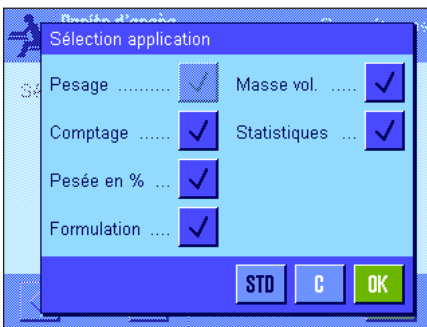 Sélection application
Pesage .......... Masse vol. .....
Comptage ...... Statistiques ...
Pesée en % ...
Formulation ....
STD C OK